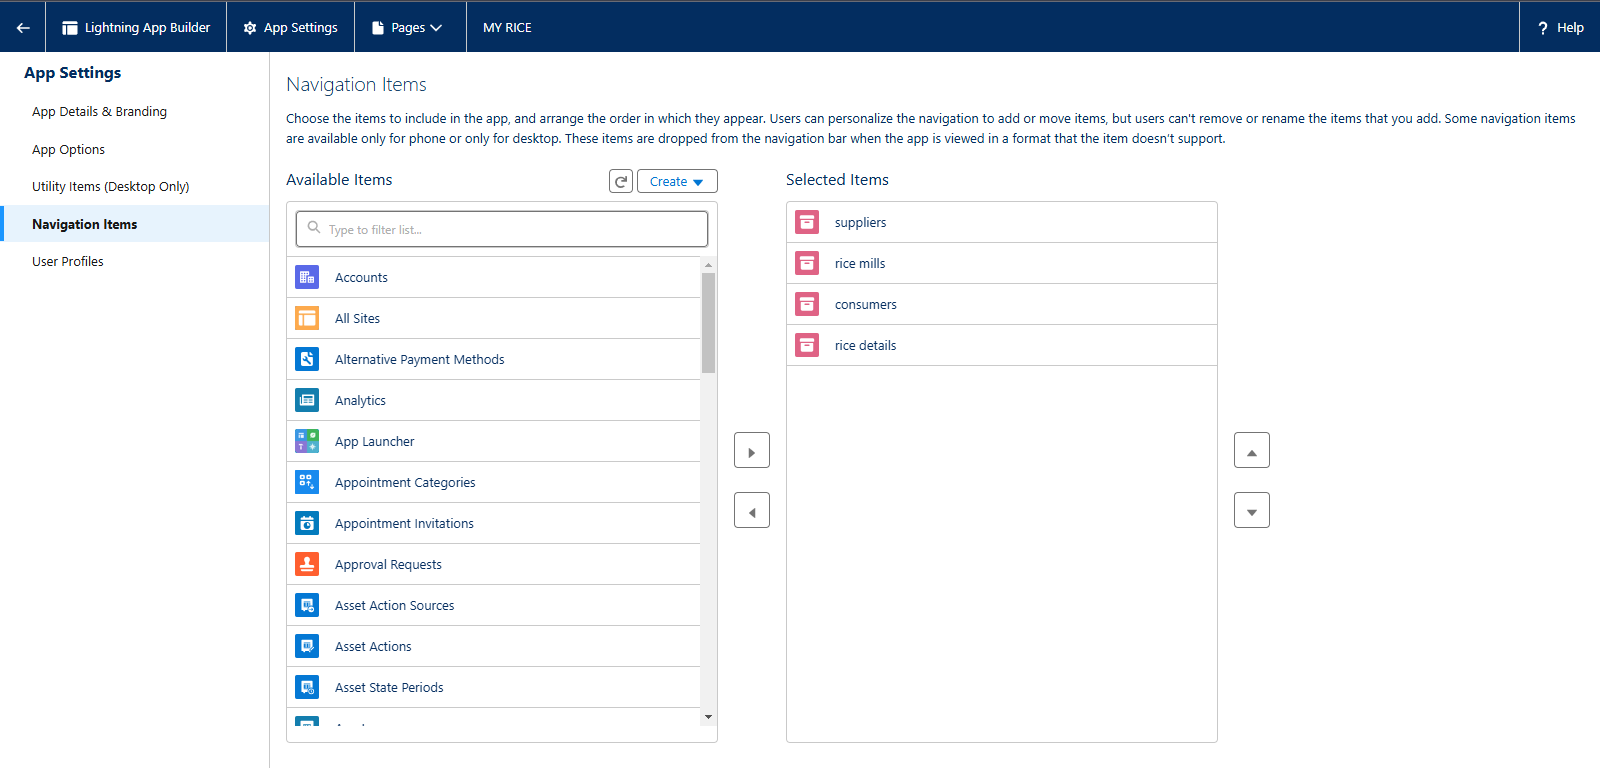 Lightning App Builder
App Settings
Pages
MY RICE
? Help
App Settings
App Details & Branding
App Options
Utility Items (Desktop Only)
Navigation Items
User Profiles
Navigation Items
Choose the items to include in the app, and arrange the order in which they appear. Users can personalize the navigation to add or move items, but users can't remove or rename the items that you add. Some navigation items
are available only for phone or only for desktop. These items are dropped from the navigation bar when the app is viewed in a format that the item doesn't support.
Available Items
Create
Type to filter list...
Accounts
All Sites
Alternative Payment Methods
Analytics
App Launcher
Appointment Categories
Appointment Invitations
Approval Requests
Asset Action Sources
Asset Actions
Asset State Periods
Selected Items
suppliers
rice mills
consumers
rice details